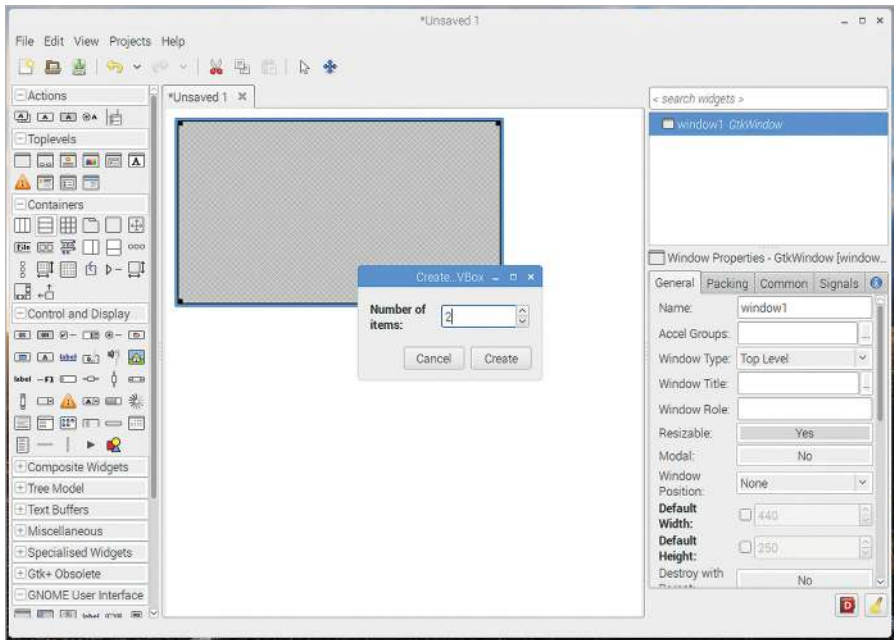 *Unsaved 1
File Edit View Projects Help
*Unsaved 1
Actions
Toplevels
Containers
File
Control and Display
label
label
Composite Widgets
Tree Model
Text Buffers
Miscellaneous
Specialised Widgets
Gtk+ Obsolete
GNOME User Interface
label
Create..VBox
Number of
items:
2
Cancel Create
< search widgets >
window1 GtkWindow
Window Properties - GtkWindow [window...
General Packing Common Signals
Name: window1
Accel Groups: ...
Window Type: Top Level
Window Title: ...
Window Role:
Resizable: Yes
Modal: No
Window
Position: None
Default
Width: 440
Default
Height: 250
Destroy with
No